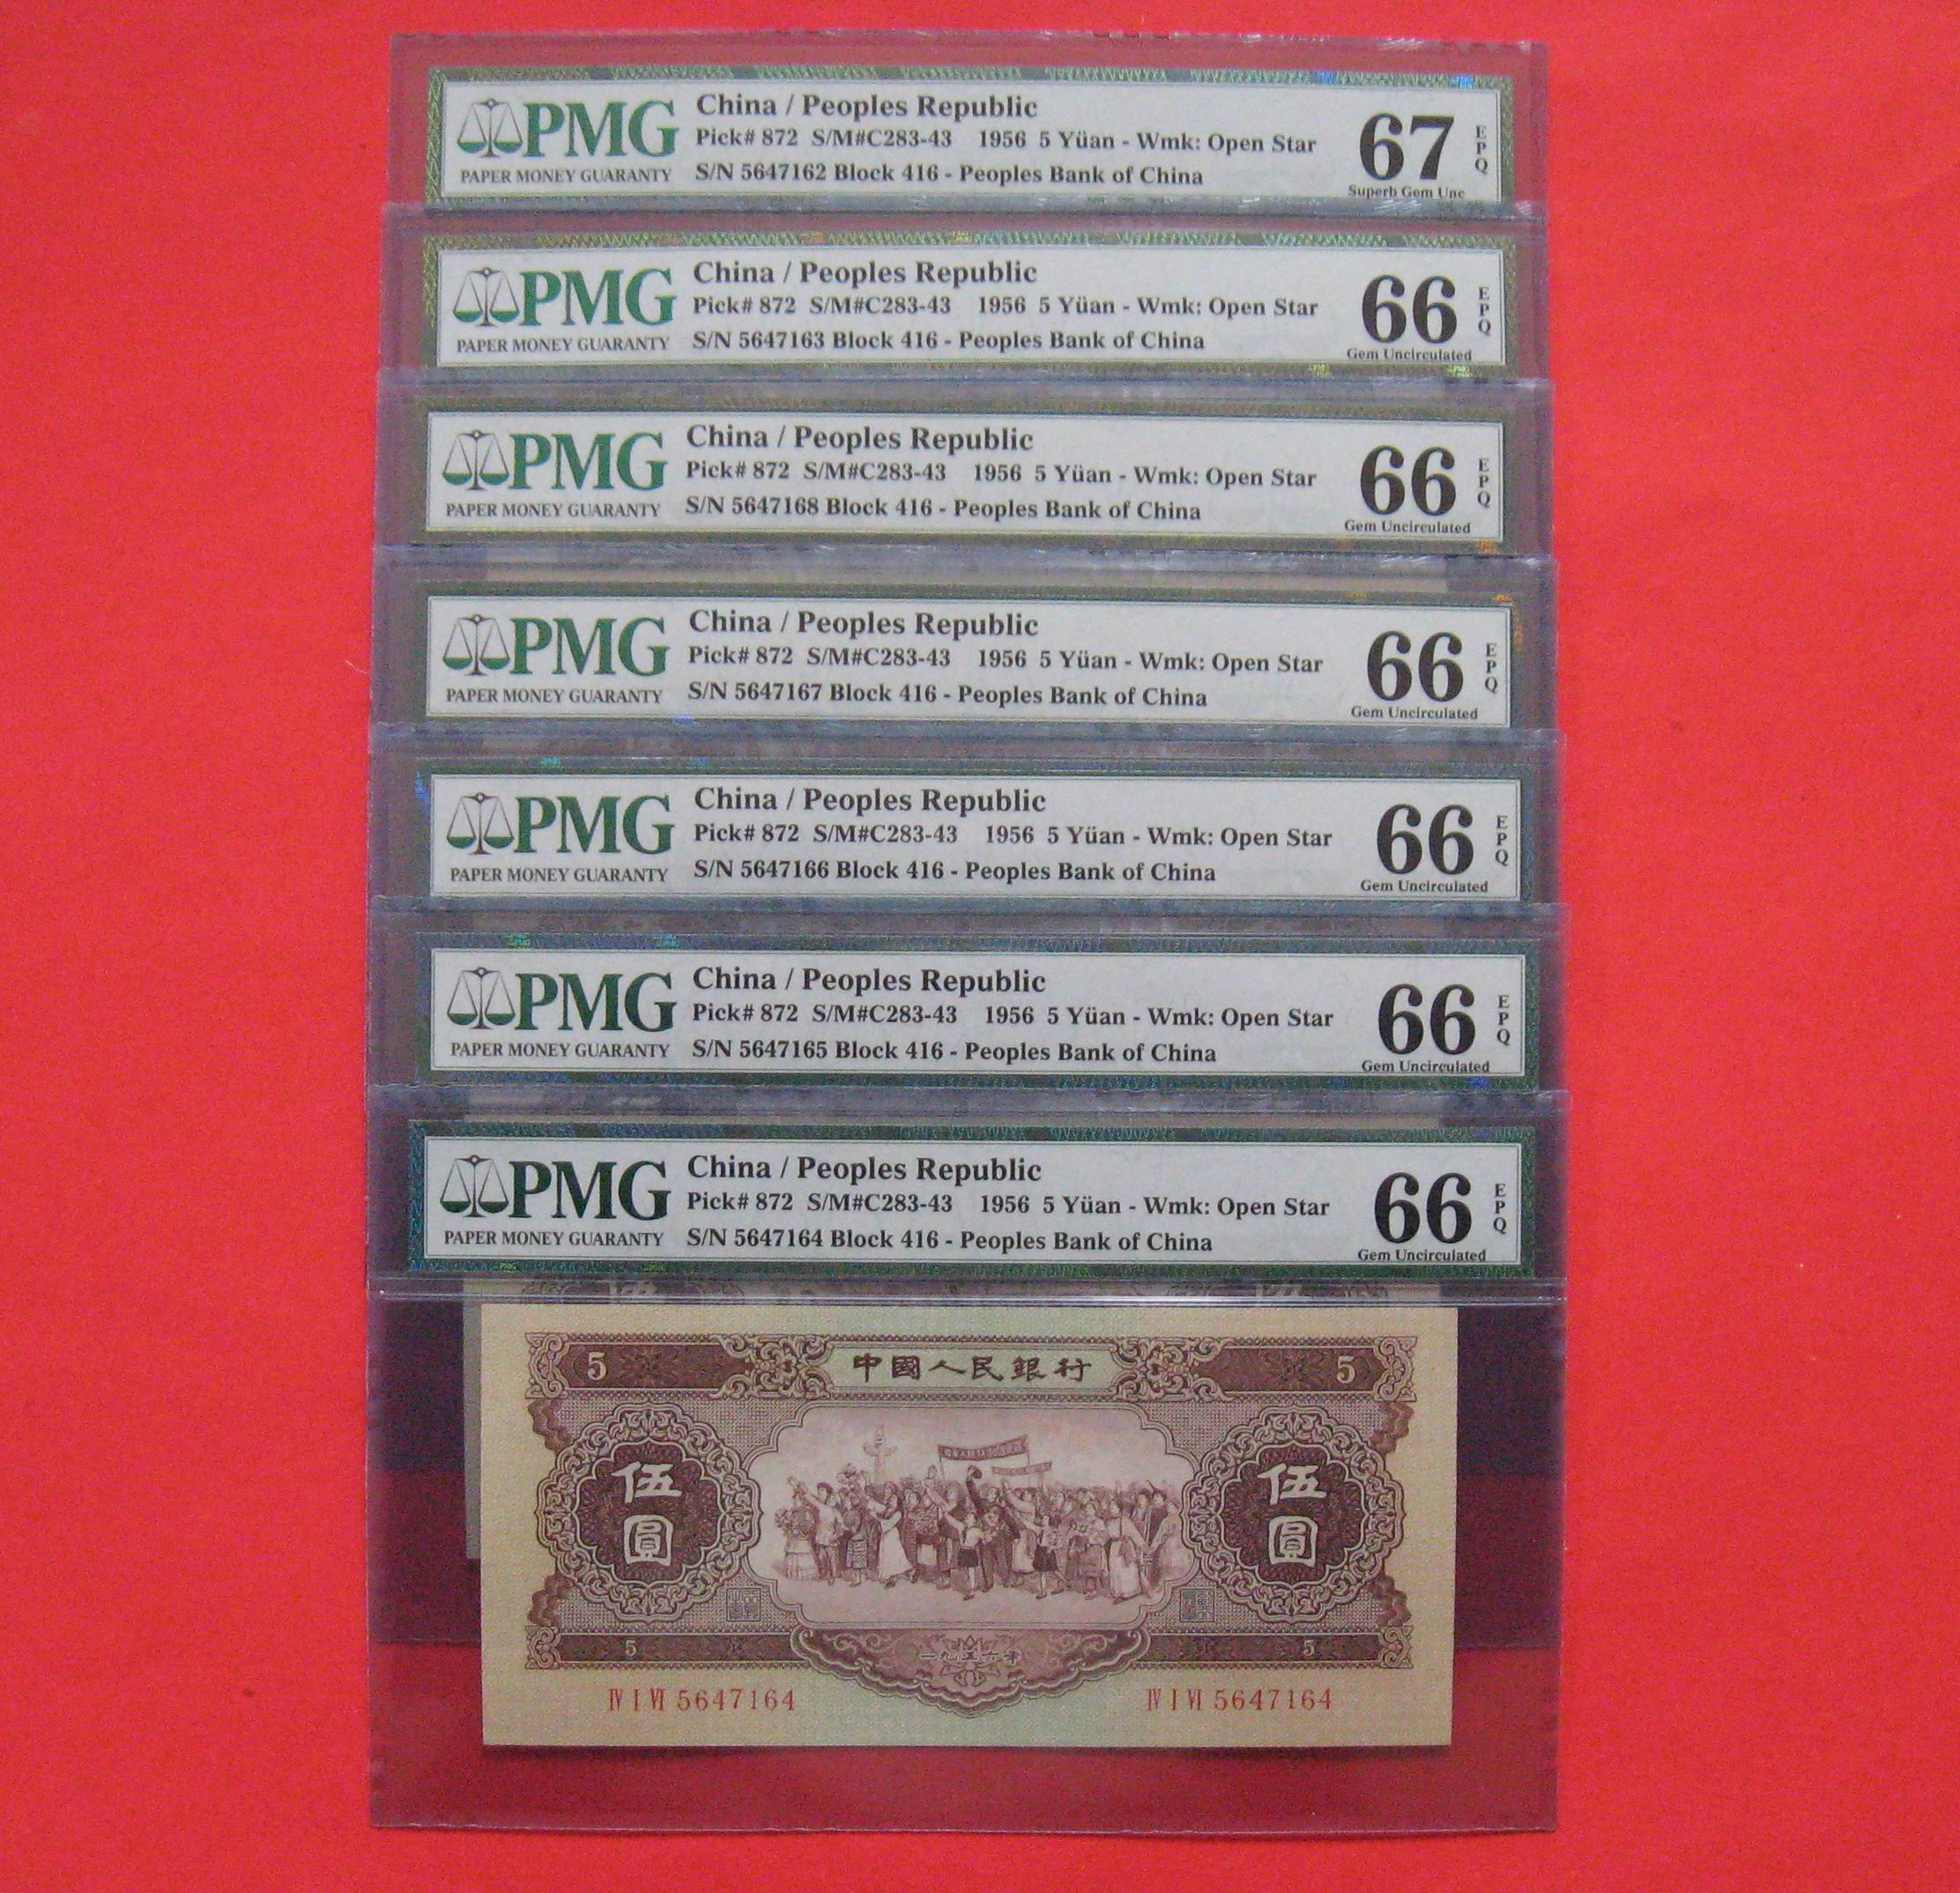 PMG
PAPER MONEY GUARANTY
China / Peoples Republic
Pick# 872 S/M#C283-43 1956 5 Yüan - Wmk: Open Star
S/N 5647162 Block 416 - Peoples Bank of China
67 EPQ
Superb Gem Unc
PMG
PAPER MONEY GUARANTY
China / Peoples Republic
Pick# 872 S/M#C283-43 1956 5 Yüan - Wmk: Open Star
S/N 5647163 Block 416 - Peoples Bank of China
66 EPQ
Gem Uncirculated
PMG
PAPER MONEY GUARANTY
China / Peoples Republic
Pick# 872 S/M#C283-43 1956 5 Yüan - Wmk: Open Star
S/N 5647168 Block 416 - Peoples Bank of China
66 EPQ
Gem Uncirculated
PMG
PAPER MONEY GUARANTY
China / Peoples Republic
Pick# 872 S/M#C283-43 1956 5 Yüan - Wmk: Open Star
S/N 5647167 Block 416 - Peoples Bank of China
66 EPQ
Gem Uncirculated
PMG
PAPER MONEY GUARANTY
China / Peoples Republic
Pick# 872 S/M#C283-43 1956 5 Yüan - Wmk: Open Star
S/N 5647166 Block 416 - Peoples Bank of China
66 EPQ
Gem Uncirculated
PMG
PAPER MONEY GUARANTY
China / Peoples Republic
Pick# 872 S/M#C283-43 1956 5 Yüan - Wmk: Open Star
S/N 5647165 Block 416 - Peoples Bank of China
66 EPQ
Gem Uncirculated
PMG
PAPER MONEY GUARANTY
China / Peoples Republic
Pick# 872 S/M#C283-43 1956 5 Yüan - Wmk: Open Star
S/N 5647164 Block 416 - Peoples Bank of China
66 EPQ
Gem Uncirculated
5 中國人民銀行 5
伍圓 伍圓
5 一九五六年 5
Ⅳ Ⅰ Ⅵ 5647164 Ⅳ Ⅰ Ⅵ 5647164